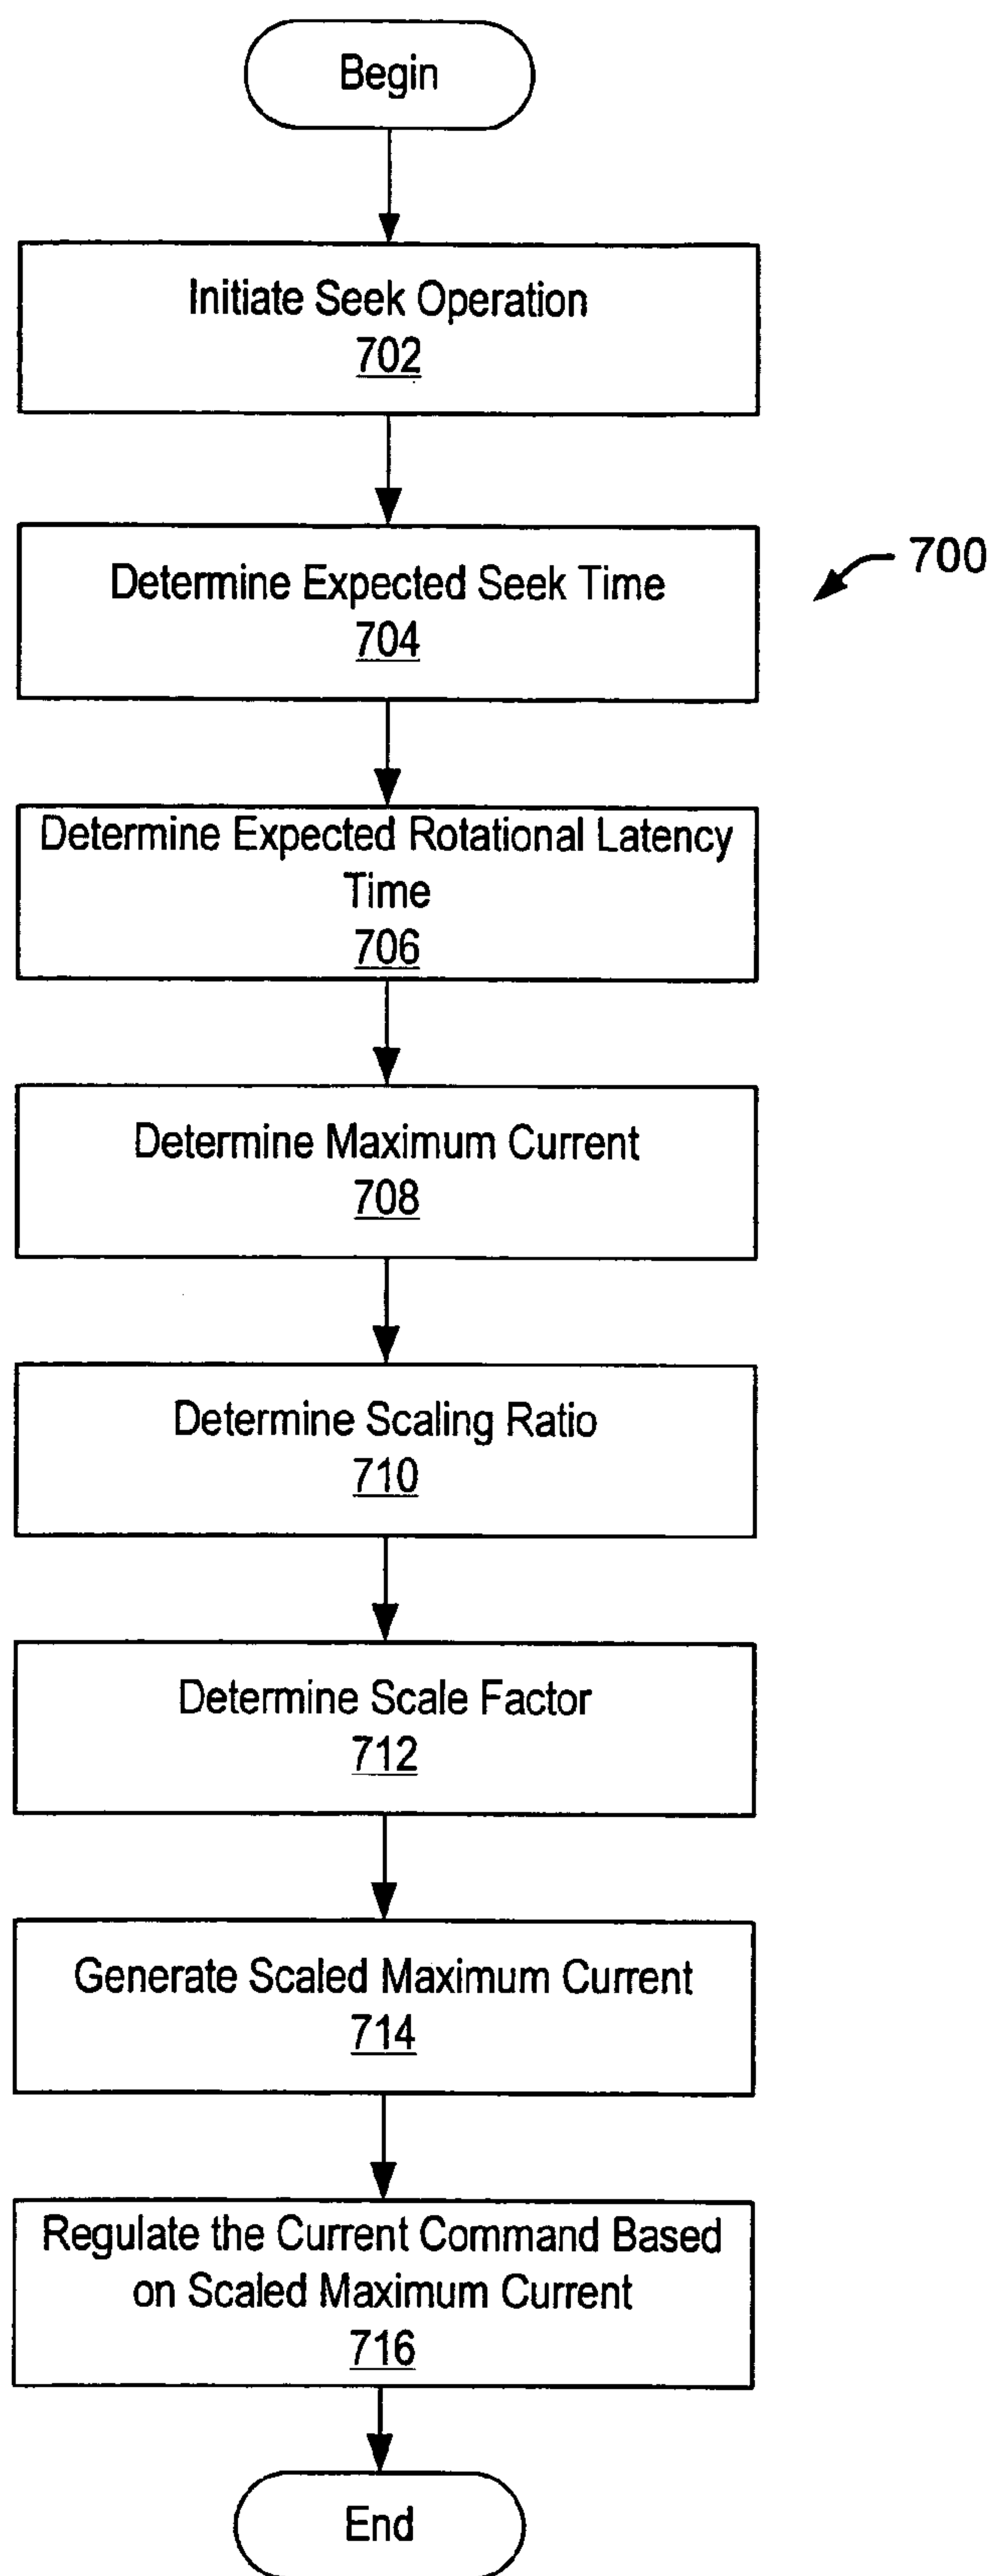 Begin
Initiate Seek Operation
702
Determine Expected Seek Time
704
700
Determine Expected Rotational Latency
Time
706
Determine Maximum Current
708
Determine Scaling Ratio
710
Determine Scale Factor
712
Generate Scaled Maximum Current
714
Regulate the Current Command Based
on Scaled Maximum Current
716
End